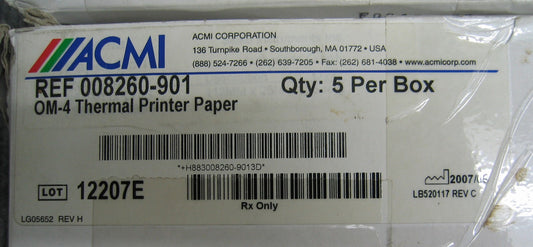 ACMI
ACMI CORPORATION
136 Turnpike Road • Southborough, MA 01772 • USA
(888) 524-7266 • (262) 639-7205 • Fax: (262) 681-4038 • www.acmicorp.com
REF 008260-901 Qty: 5 Per Box
OM-4 Thermal Printer Paper
*+H883008260-9013D*
LOT 12207E
Rx Only
LG05652 REV H
LB520117 REV C